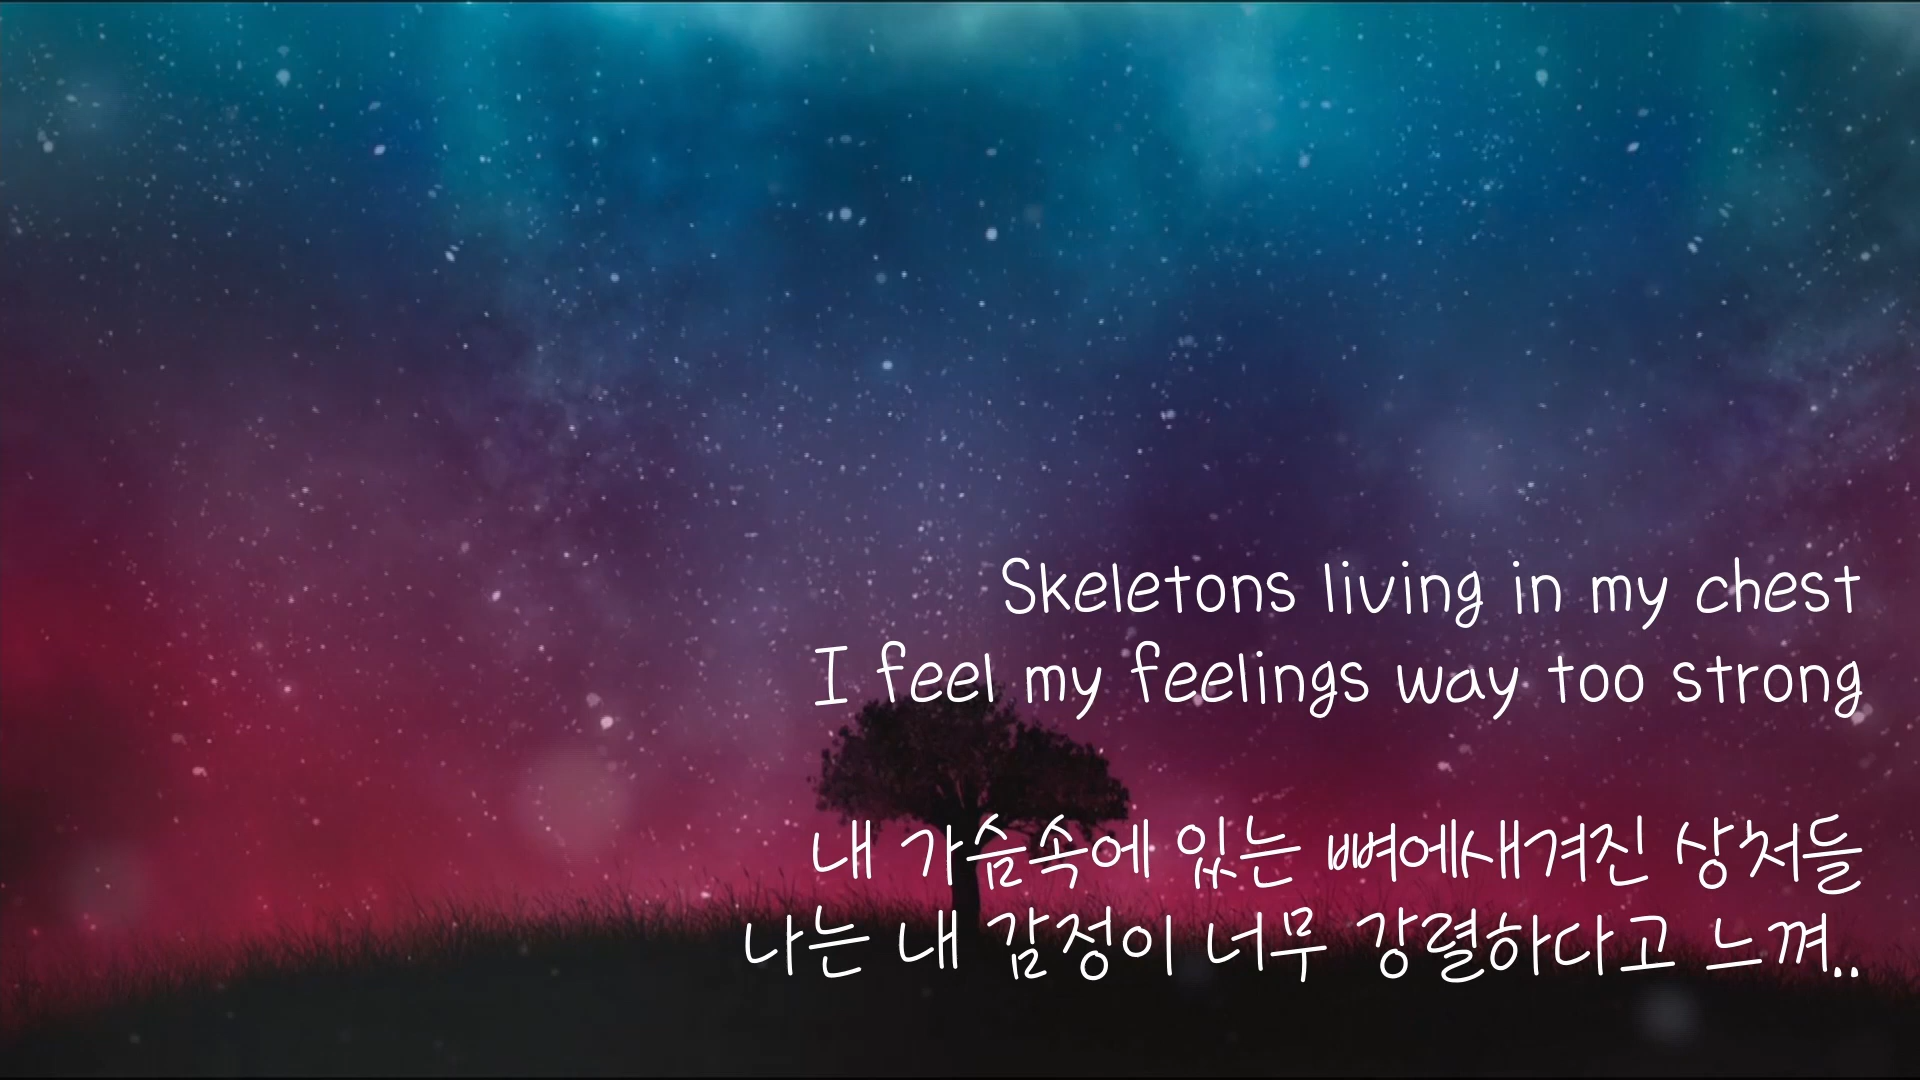 Skeletons living in my chest
I feel my feelings way too strong
내 가슴속에 있는 뼈에새겨진 상처들
나는 내 감정이 너무 강렬하다고 느껴..